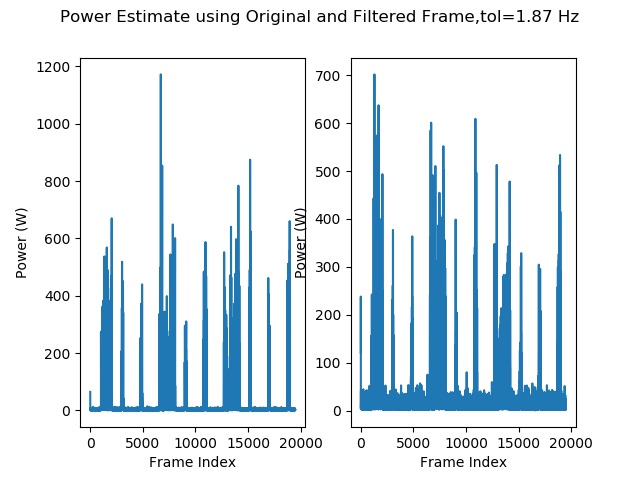 Power Estimate using Original and Filtered Frame,tol=1.87 Hz
Power (W)
1200
1000
800
600
400
200
0
0 5000 10000 15000 20000
Frame Index
Power (W)
700
600
500
400
300
200
100
0
0 5000 10000 15000 20000
Frame Index